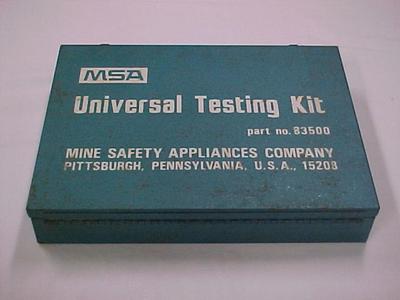 MSA
Universal Testing Kit
part no. 83500
MINE SAFETY APPLIANCES COMPANY
PITTSBURGH, PENNSYLVANIA, U.S.A., 15208